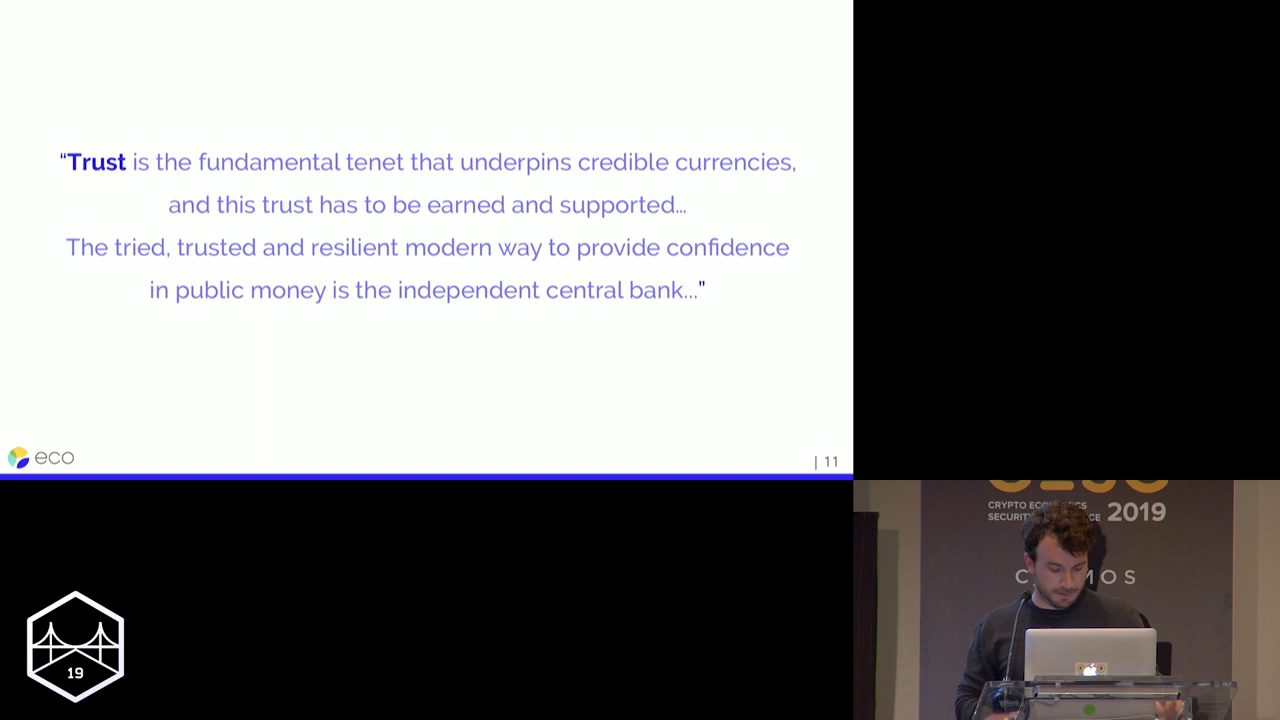 “Trust is the fundamental tenet that underpins credible currencies,
and this trust has to be earned and supported…
The tried, trusted and resilient modern way to provide confidence
in public money is the independent central bank...”
eco
| 11
CRYPTO
SECURITY
2019
19